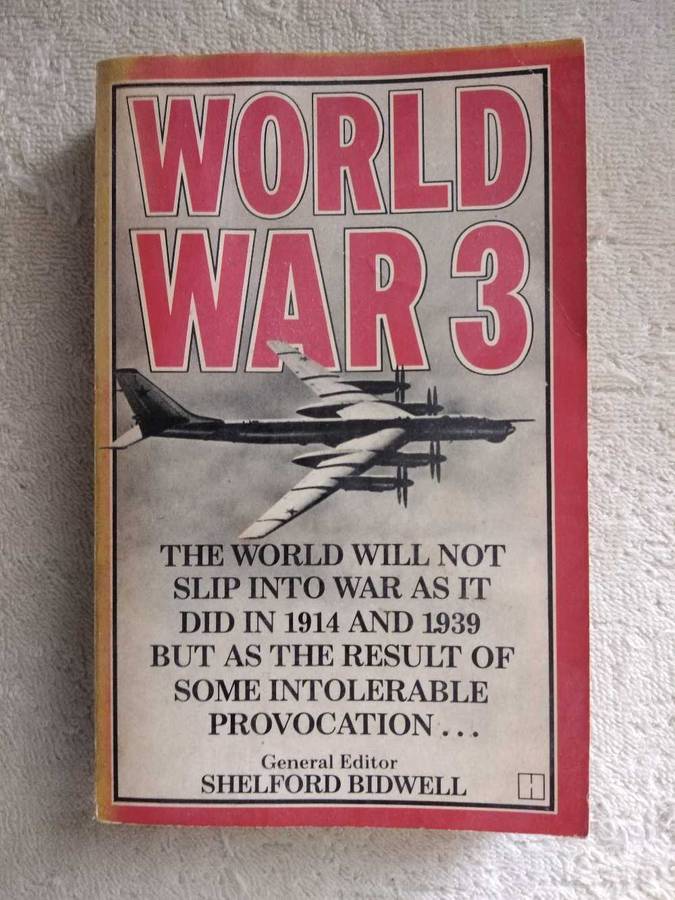 WORLD
WAR 3
THE WORLD WILL NOT
SLIP INTO WAR AS IT
DID IN 1914 AND 1939
BUT AS THE RESULT OF
SOME INTOLERABLE
PROVOCATION...
General Editor
SHELFORD BIDWELL
H